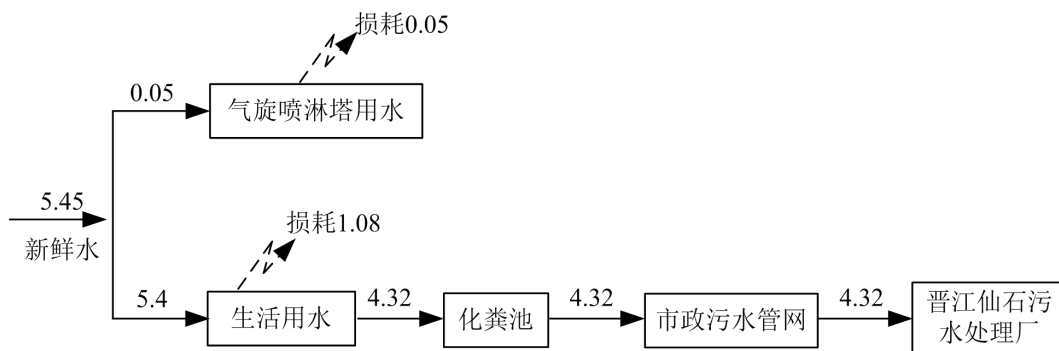 损耗0.05
0.05
气旋喷淋塔用水
5.45
新鲜水
损耗1.08
5.4
生活用水
4.32
化粪池
4.32
市政污水管网
4.32
晋江仙石污
水处理厂